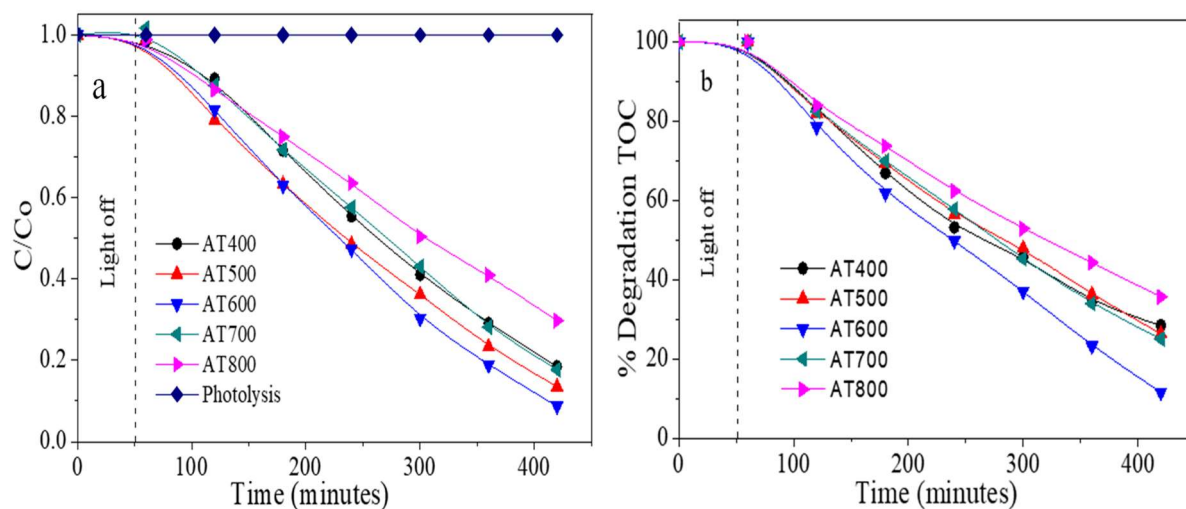 a
C/Co
1.0
0.8
0.6
0.4
0.2
0.0
Light off
AT400
AT500
AT600
AT700
AT800
Photolysis
0
100
200
300
400
Time (minutes)
b
% Degradation TOC
100
80
60
40
20
0
Light off
AT400
AT500
AT600
AT700
AT800
0
100
200
300
400
Time (minutes)